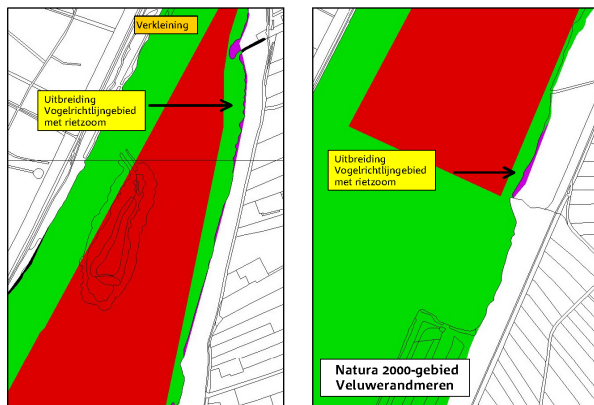 Verkleining
Uitbreiding
Vogelrichtlijngebied
met rietzoom
Uitbreiding
Vogelrichtlijngebied
met rietzoom
Natura 2000-gebied
Veluwerandmeren